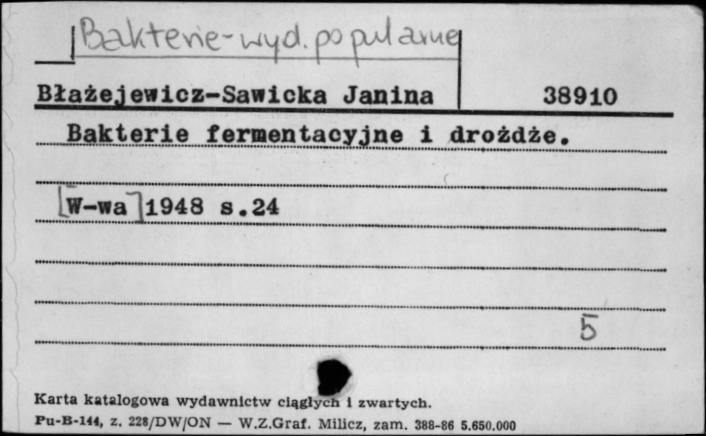 Bakterie-wyd. popularne
Błażejewicz-Sawicka Janina 38910
Bakterie fermentacyjne i drożdże.
[W-wa] 1948 s.24
5
Karta katalogowa wydawnictw ciągłych i zwartych.
Pu-B-144, z. 228/DW/ON — W.Z.Graf. Milicz, zam. 388-86 5.650.000